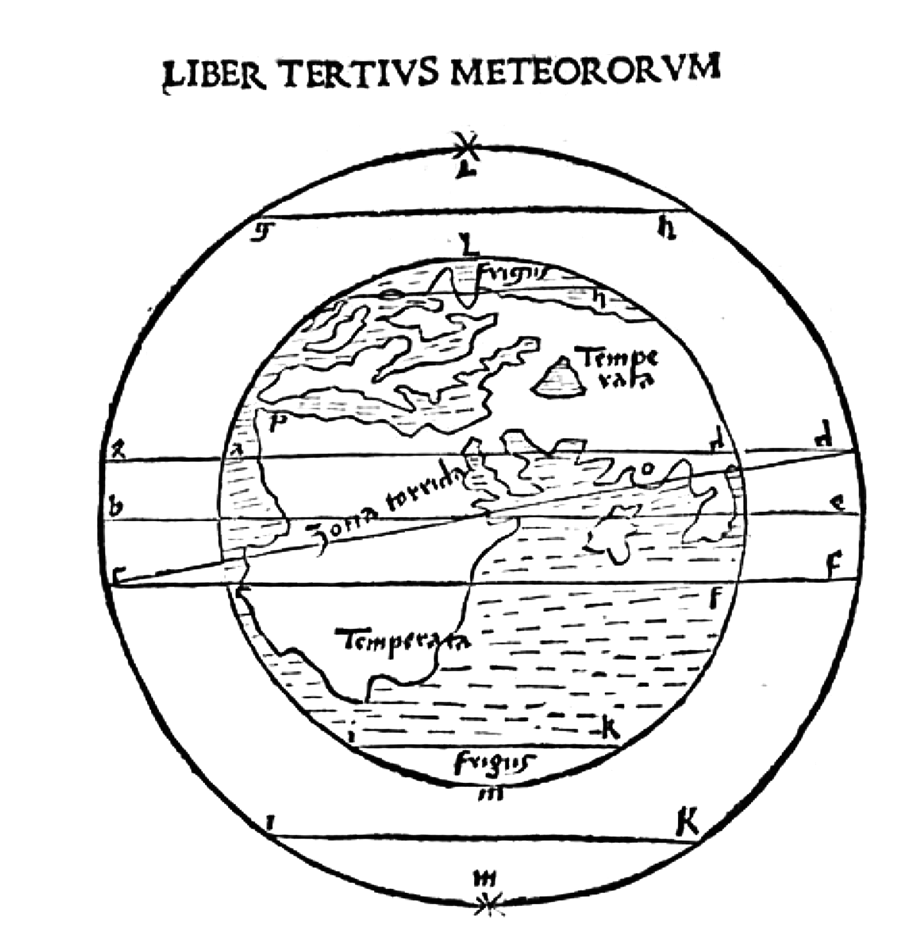 LIBER TERTIVS METEORORVM
L
g h
L
frigus
h
Tempe
rata
P
a a d d
o
b e
Zona torrida
c f
f
Temperata
i K
frigus
m
i K
m